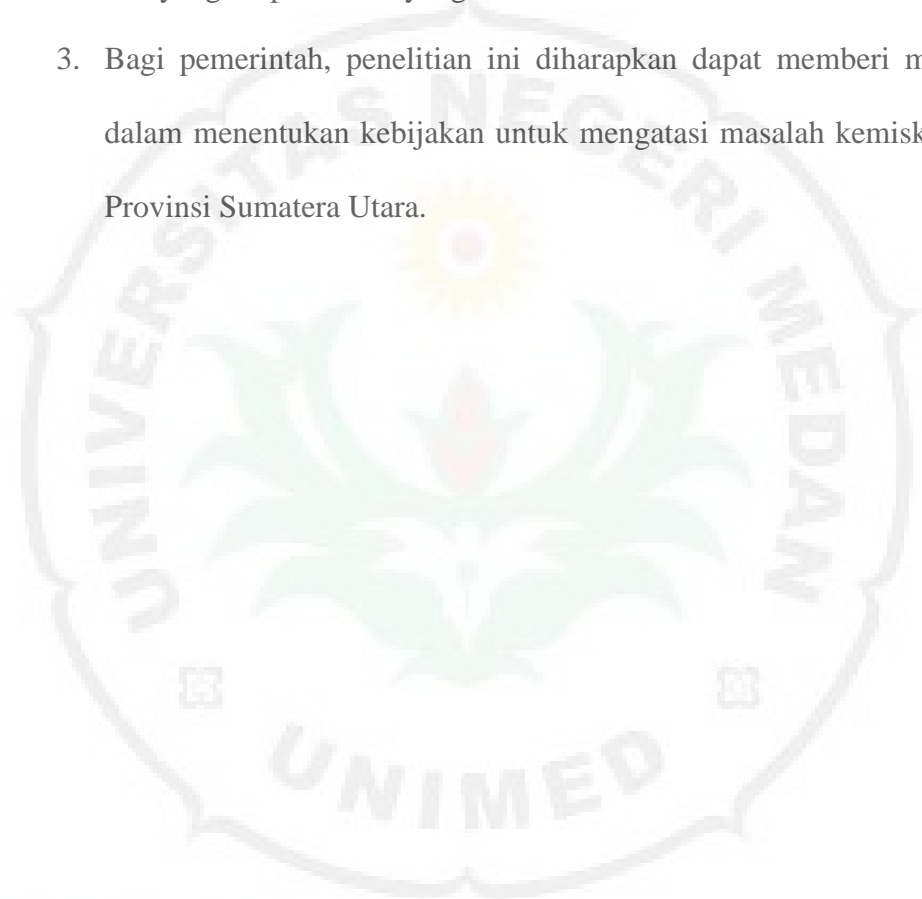 3. Bagi pemerintah, penelitian ini diharapkan dapat memberi m
dalam menentukan kebijakan untuk mengatasi masalah kemisk
Provinsi Sumatera Utara.
UNIVERSITAS NEGERI MEDAN
UNIMED